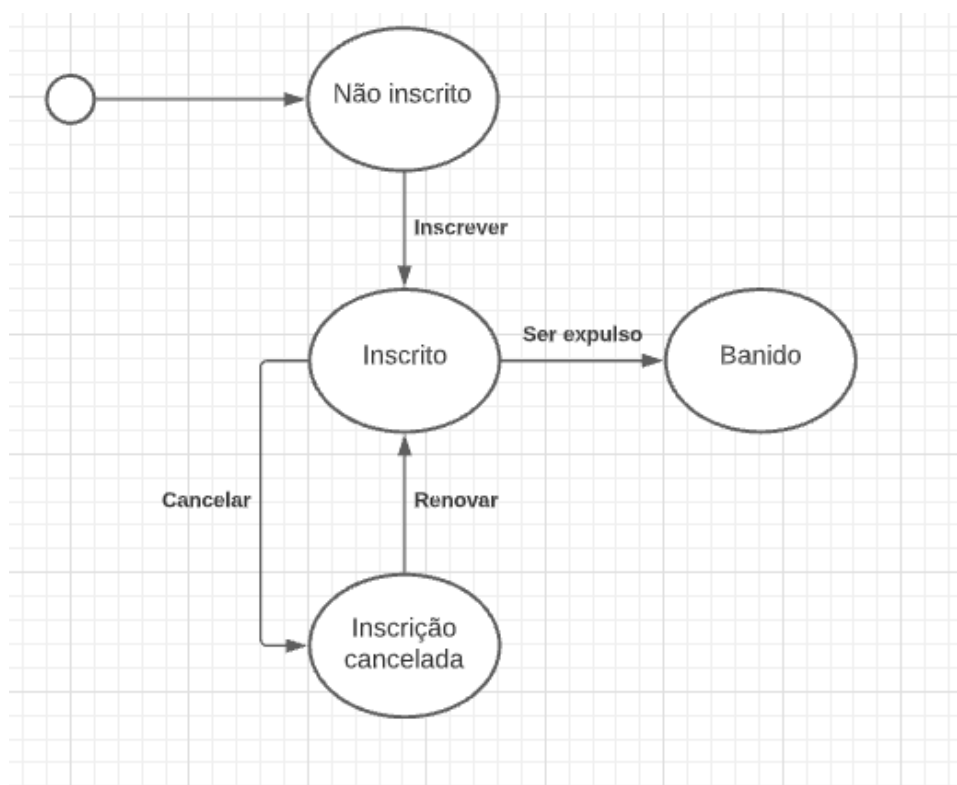 Não inscrito
Inscrever
Inscrito
Ser expulso
Banido
Cancelar
Renovar
Inscrição
cancelada